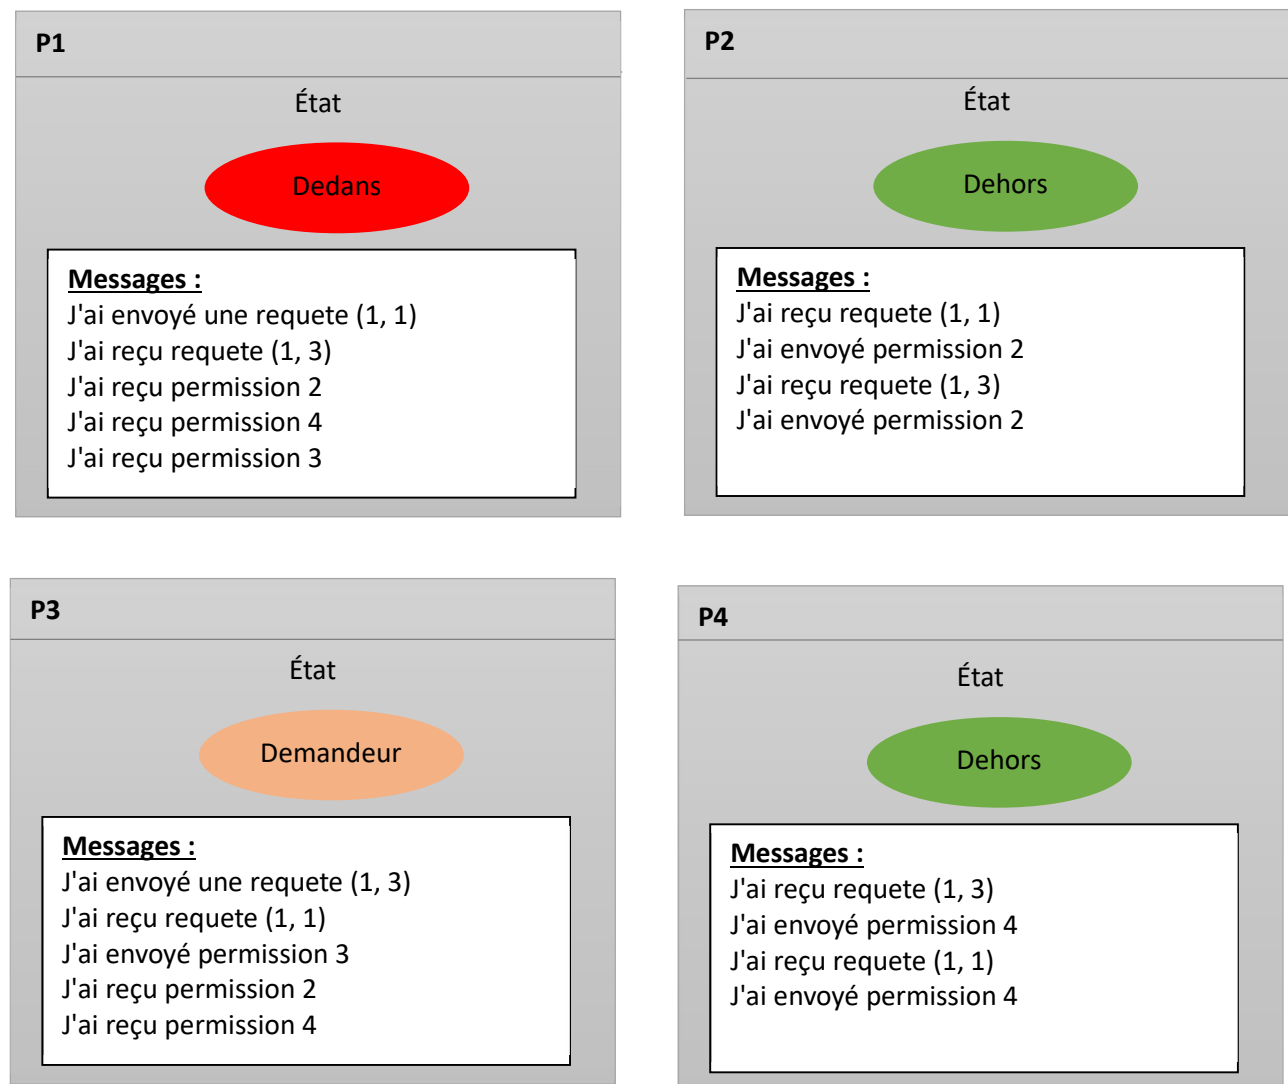 P1
État
Dedans
Messages :
J'ai envoyé une requete (1, 1)
J'ai reçu requete (1, 3)
J'ai reçu permission 2
J'ai reçu permission 4
J'ai reçu permission 3
P2
État
Dehors
Messages :
J'ai reçu requete (1, 1)
J'ai envoyé permission 2
J'ai reçu requete (1, 3)
J'ai envoyé permission 2
P3
État
Demandeur
Messages :
J'ai envoyé une requete (1, 3)
J'ai reçu requete (1, 1)
J'ai envoyé permission 3
J'ai reçu permission 2
J'ai reçu permission 4
P4
État
Dehors
Messages :
J'ai reçu requete (1, 3)
J'ai envoyé permission 4
J'ai reçu requete (1, 1)
J'ai envoyé permission 4